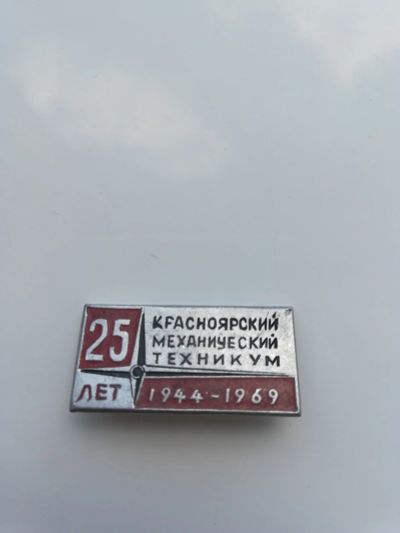 25
ЛЕТ
КРАСНОЯРСКИЙ
МЕХАНИЧЕСКИЙ
ТЕХНИКУМ
1944-1969